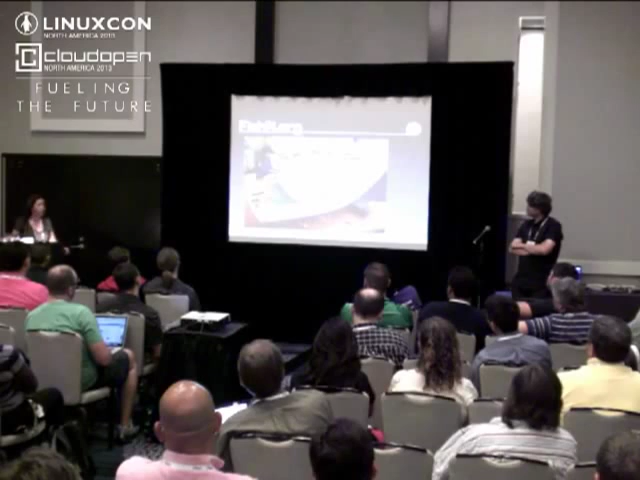 LINUXCON
NORTH AMERICA 2013
cloudopen
NORTH AMERICA 2013
FUELING
THE FUTURE